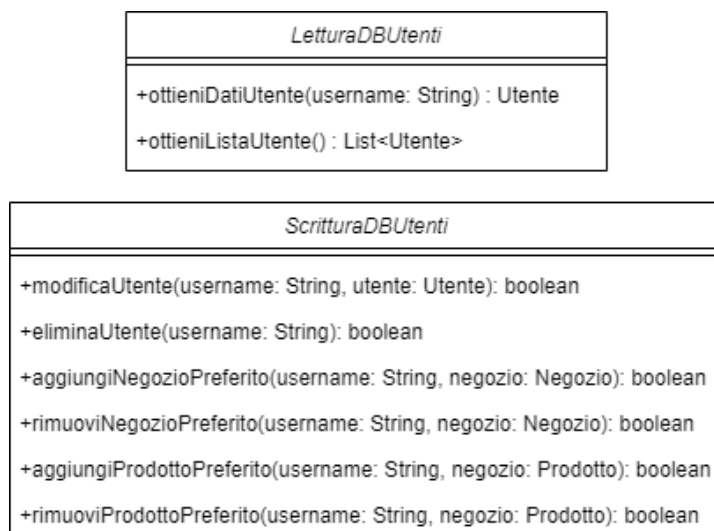 LetturaDBUtenti
+ottieniDatiUtente(username: String) : Utente
+ottieniListaUtente() : List<Utente>
ScritturaDBUtenti
+modificaUtente(username: String, utente: Utente): boolean
+eliminaUtente(username: String): boolean
+aggiungiNegozioPreferito(username: String, negozio: Negozio): boolean
+rimuoviNegozioPreferito(username: String, negozio: Negozio): boolean
+aggiungiProdottoPreferito(username: String, negozio: Prodotto): boolean
+rimuoviProdottoPreferito(username: String, negozio: Prodotto): boolean